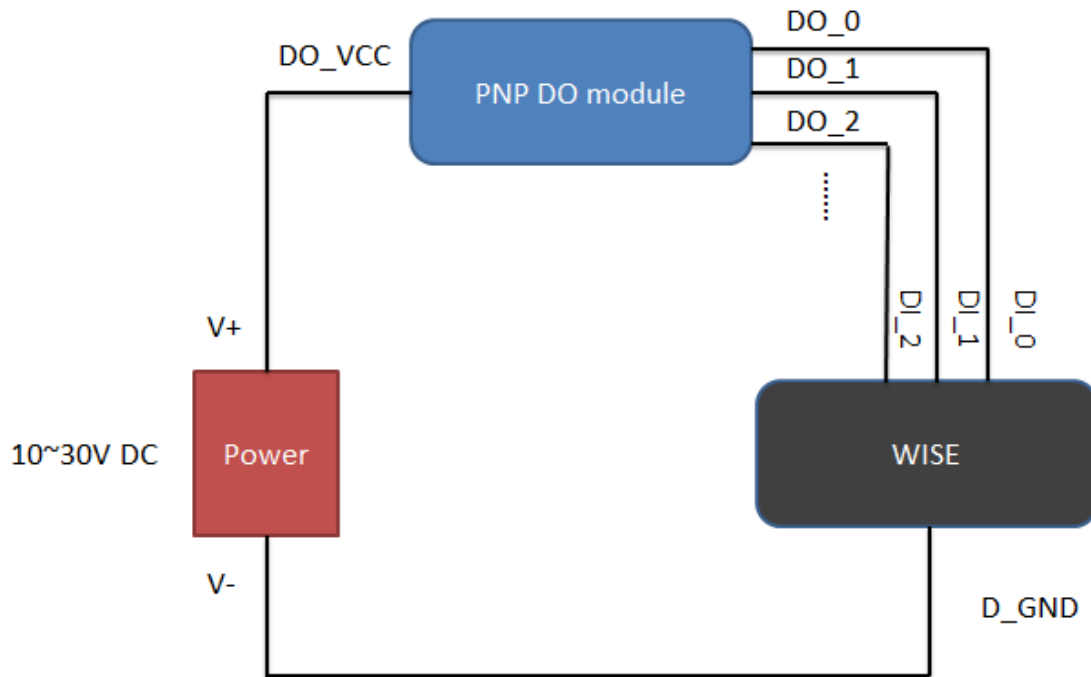 DO_0
DO_VCC
PNP DO module
DO_1
DO_2
DI_2
DI_1
DI_0
V+
10~30V DC
Power
WISE
V-
D_GND